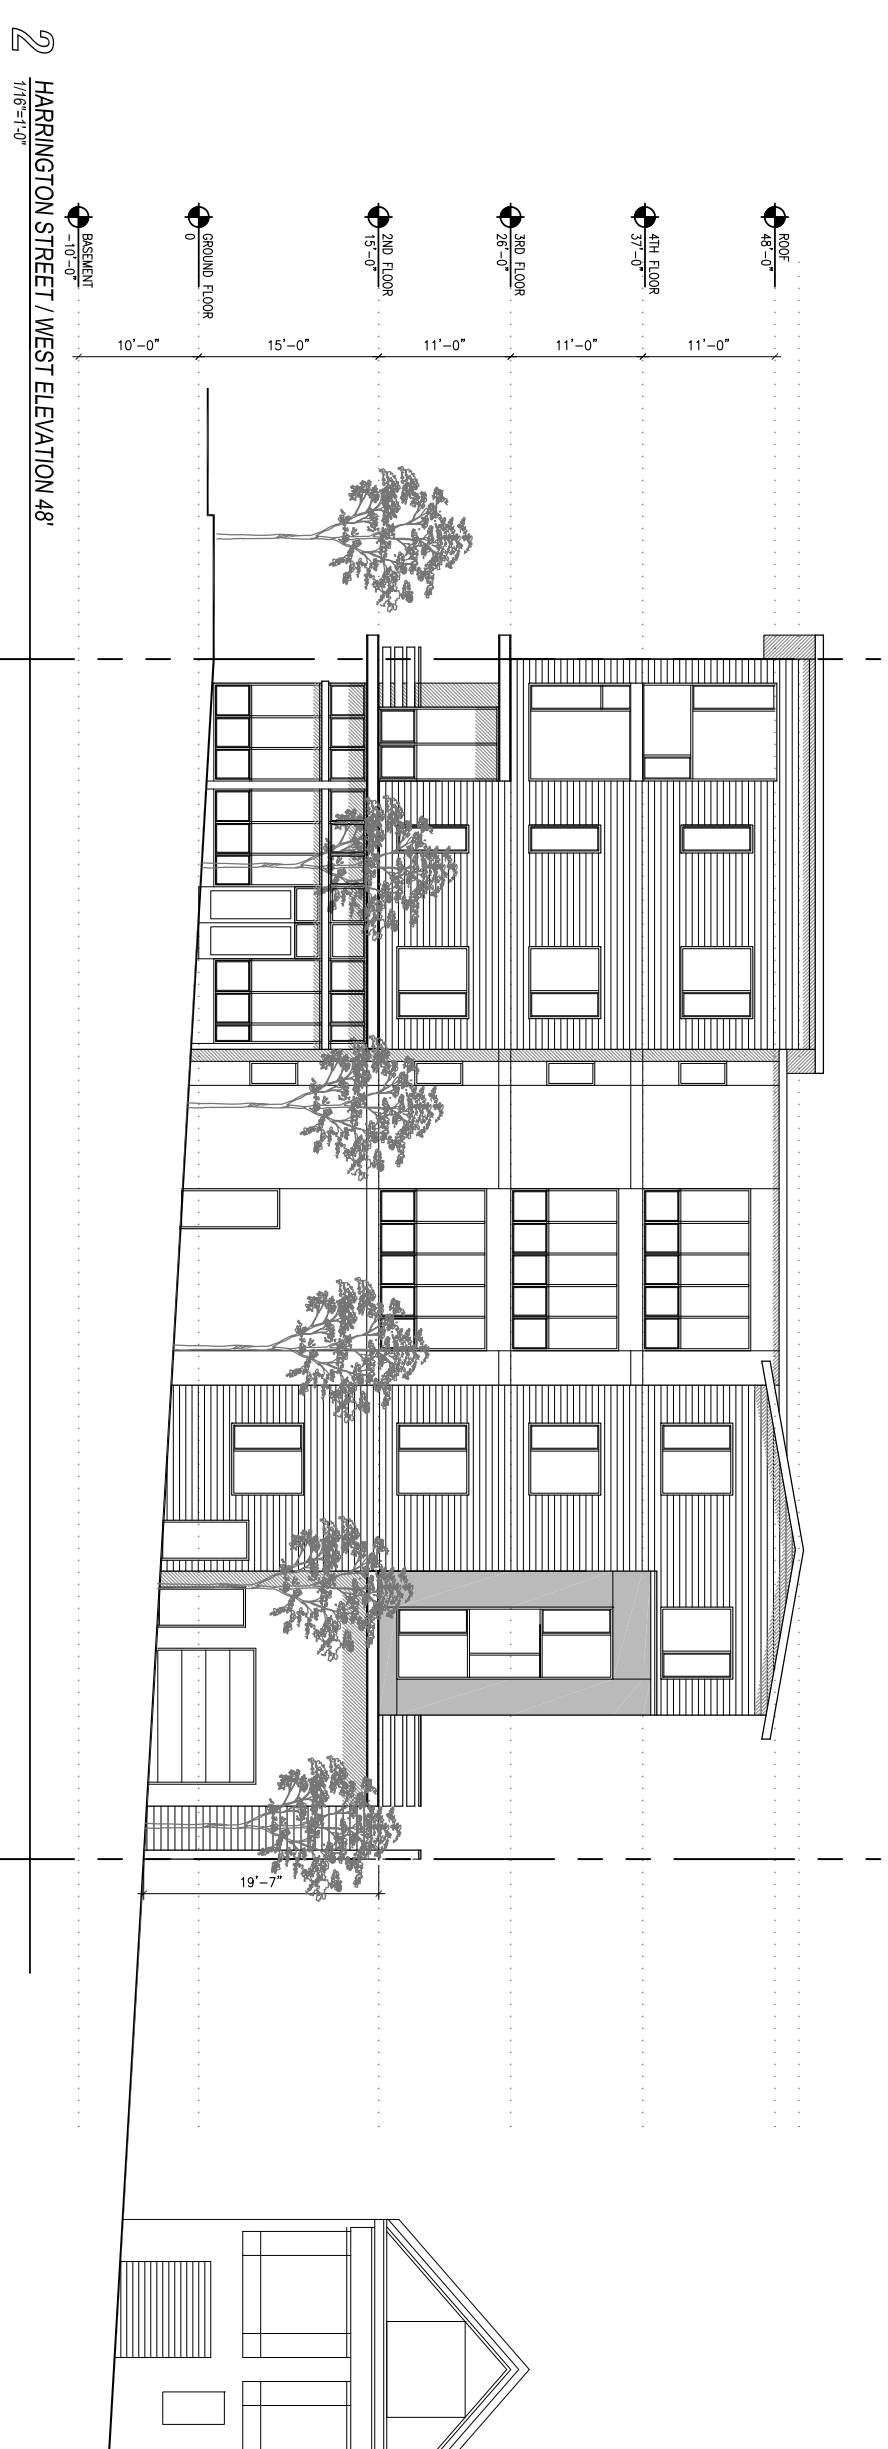 2
HARRINGTON STREET / WEST ELEVATION 48'
1/16"=1'-0"
ROOF
48'-0"
4TH FLOOR
37'-0"
3RD FLOOR
26'-0"
2ND FLOOR
15'-0"
GROUND FLOOR
0
BASEMENT
-10'-0"
11'-0"
11'-0"
11'-0"
15'-0"
10'-0"
19'-7"